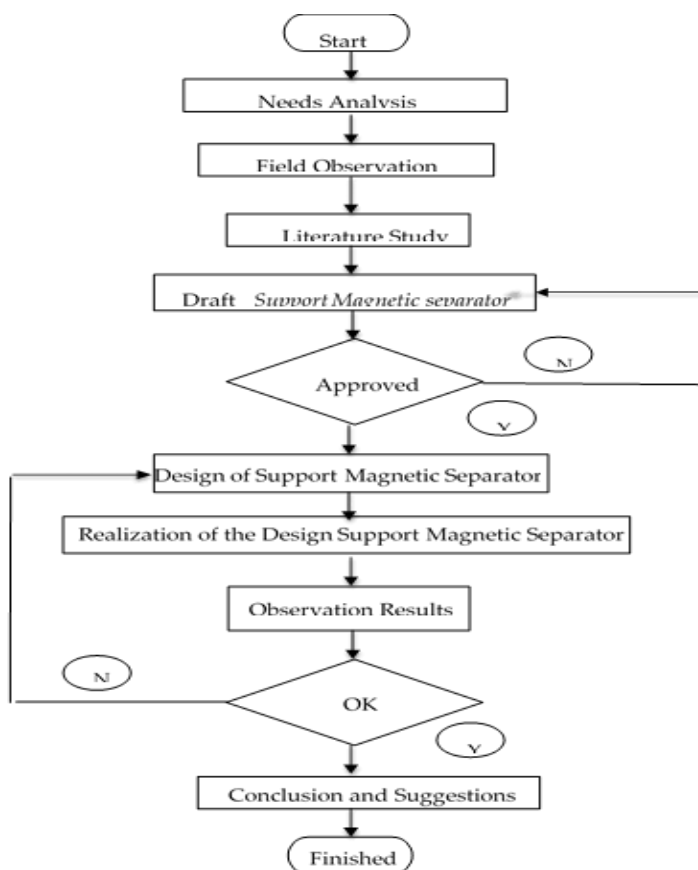 Start
Needs Analysis
Field Observation
Literature Study
Draft Support Magnetic separator
Approved
N
Y
Design of Support Magnetic Separator
Realization of the Design Support Magnetic Separator
Observation Results
N
OK
Y
Conclusion and Suggestions
Finished